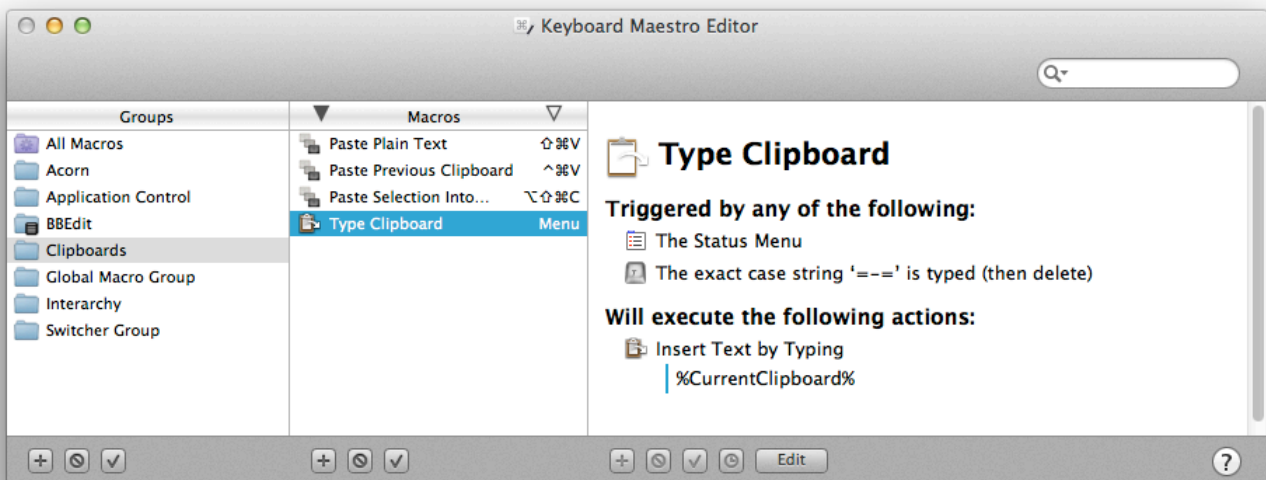 Keyboard Maestro Editor
Groups
All Macros
Acorn
Application Control
BBEdit
Clipboards
Global Macro Group
Interarchy
Switcher Group
Macros
Paste Plain Text ⇧⌘V
Paste Previous Clipboard ^⌘V
Paste Selection Into... ⌥⇧⌘C
Type Clipboard Menu
Type Clipboard
Triggered by any of the following:
The Status Menu
The exact case string ‘=-=’ is typed (then delete)
Will execute the following actions:
Insert Text by Typing
%CurrentClipboard%
Edit
?